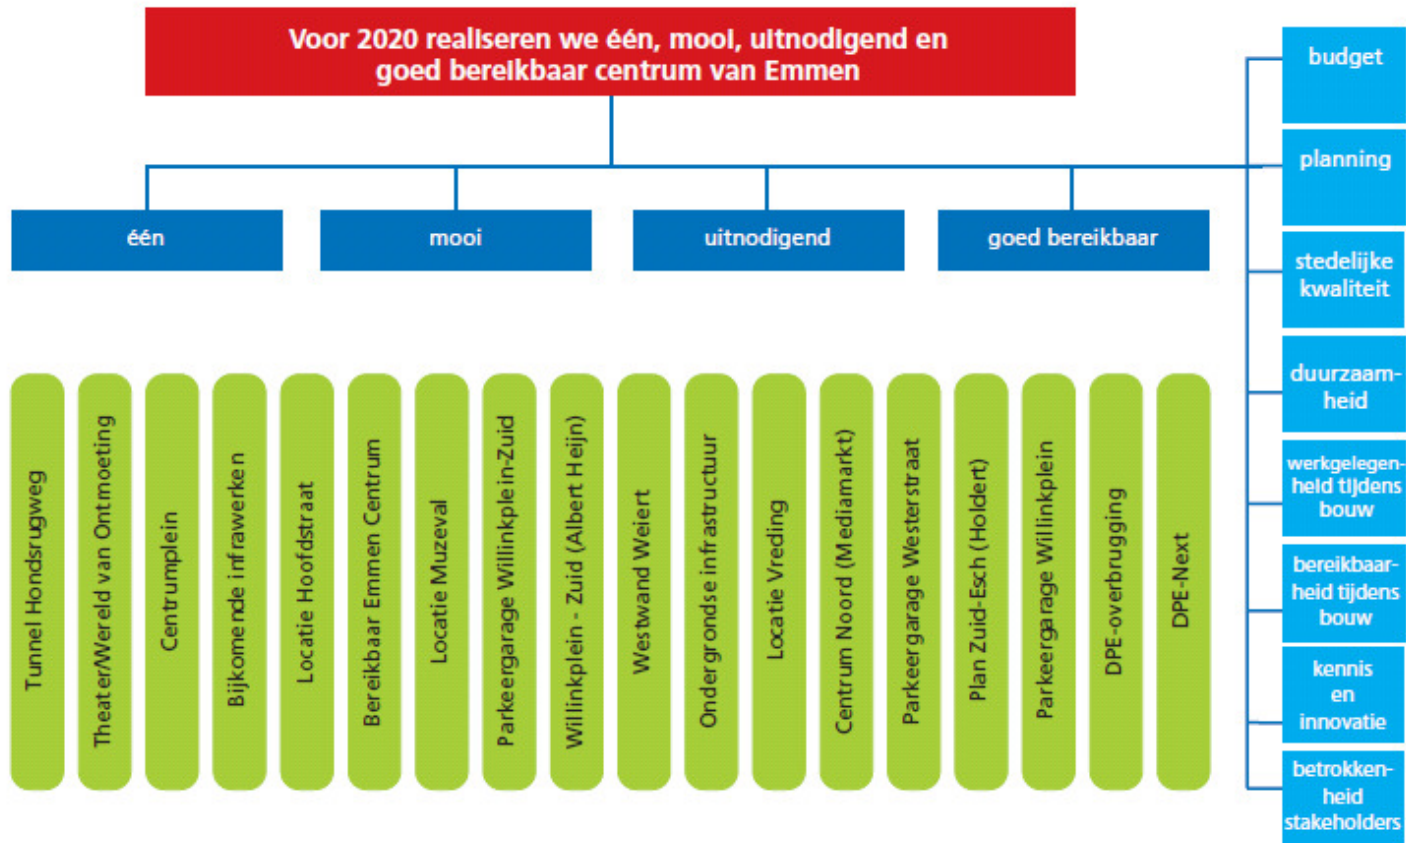 Voor 2020 realiseren we één, mooi, uitnodigend en
goed bereikbaar centrum van Emmen
één
mooi
uitnodigend
goed bereikbaar
budget
planning
stedelijke
kwaliteit
duurzaam-
heid
werkgelegen-
heid tijdens
bouw
bereikbaar-
heid tijdens
bouw
kennis
en
innovatie
betrokken-
heid
stakeholders
Tunnel Hondsrugweg
Theater/Wereld van Ontmoeting
Centrumplein
Bijkomende infrawerken
Locatie Hoofdstraat
Bereikbaar Emmen Centrum
Locatie Muzeval
Parkeergarage Willinkplein-Zuid
Willinkplein - Zuid (Albert Heijn)
Westwand Weiert
Ondergrondse infrastructuur
Locatie Vreding
Centrum Noord (Mediamarkt)
Parkeergarage Westerstraat
Plan Zuid-Esch (Holdert)
Parkeergarage Willinkplein
DPE-overbrugging
DPE-Next